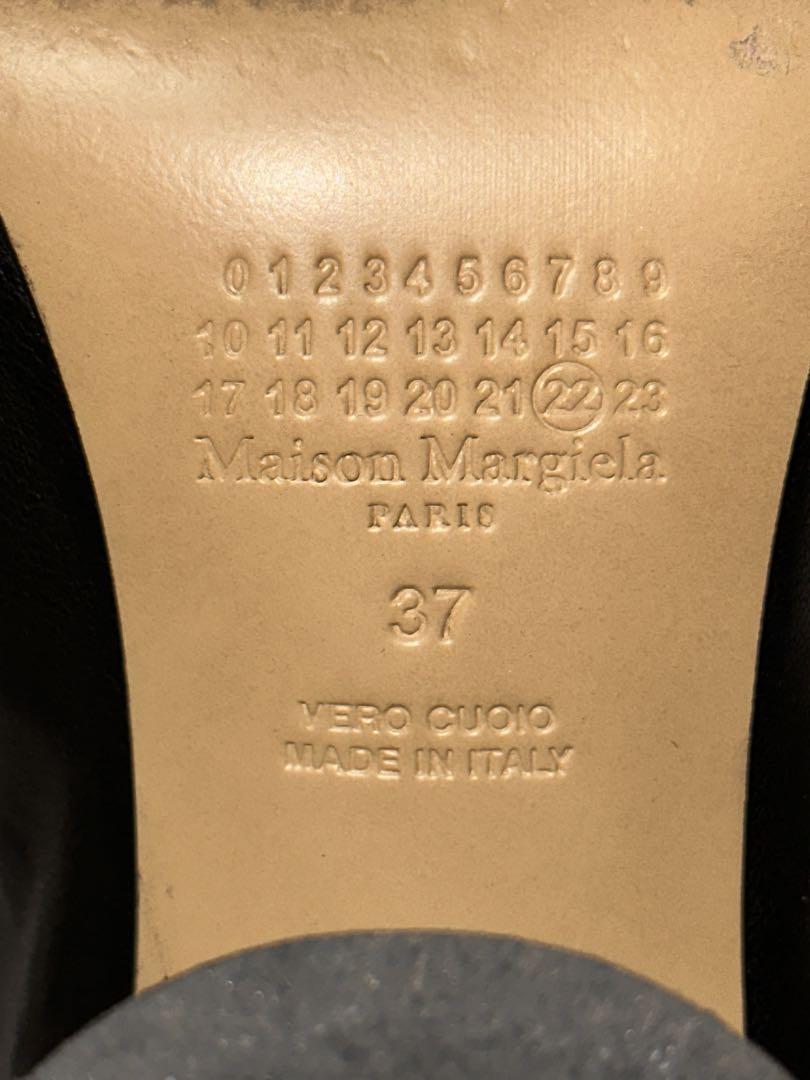 0 1 2 3 4 5 6 7 8 9
10 11 12 13 14 15 16
17 18 19 20 21 22 23
Maison Margiela
PARIS
37
VERO CUOIO
MADE IN ITALY